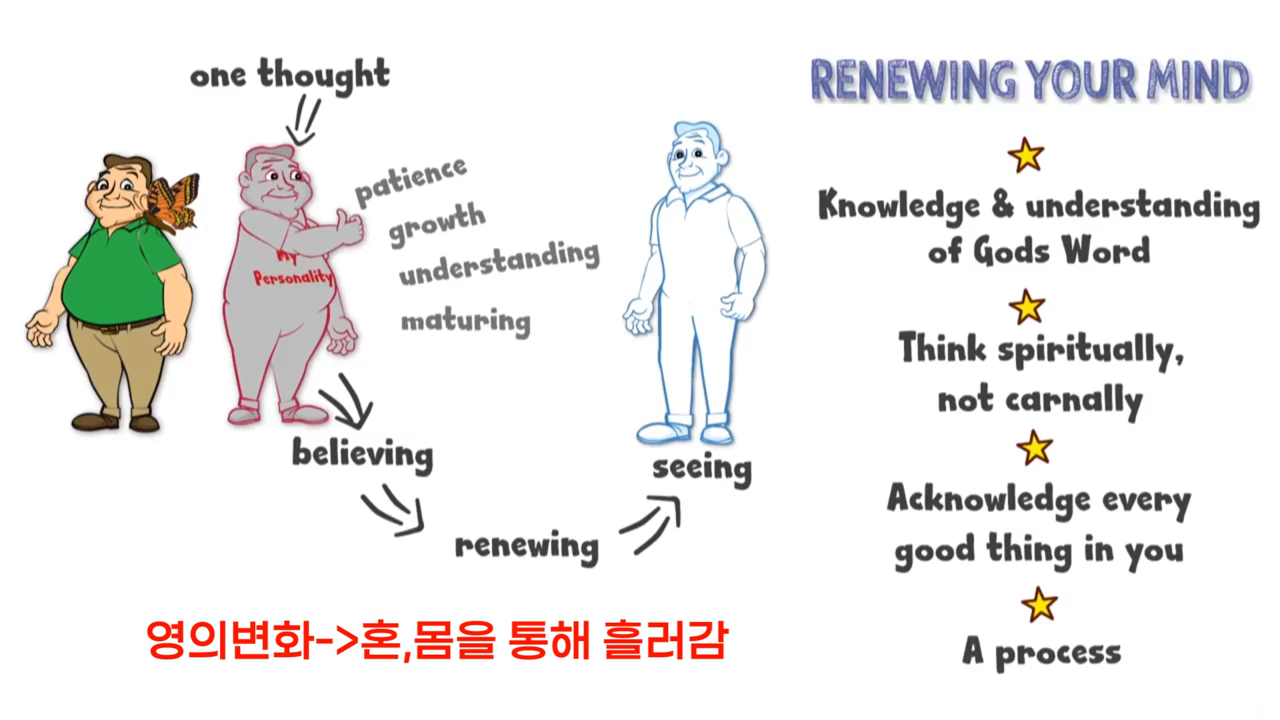 one thought
My
Personality
patience
growth
understanding
maturing
believing
renewing
seeing
영의변화->혼,몸을 통해 흘러감
RENEWING YOUR MIND
Knowledge & understanding
of Gods Word
Think spiritually,
not carnally
Acknowledge every
good thing in you
A process